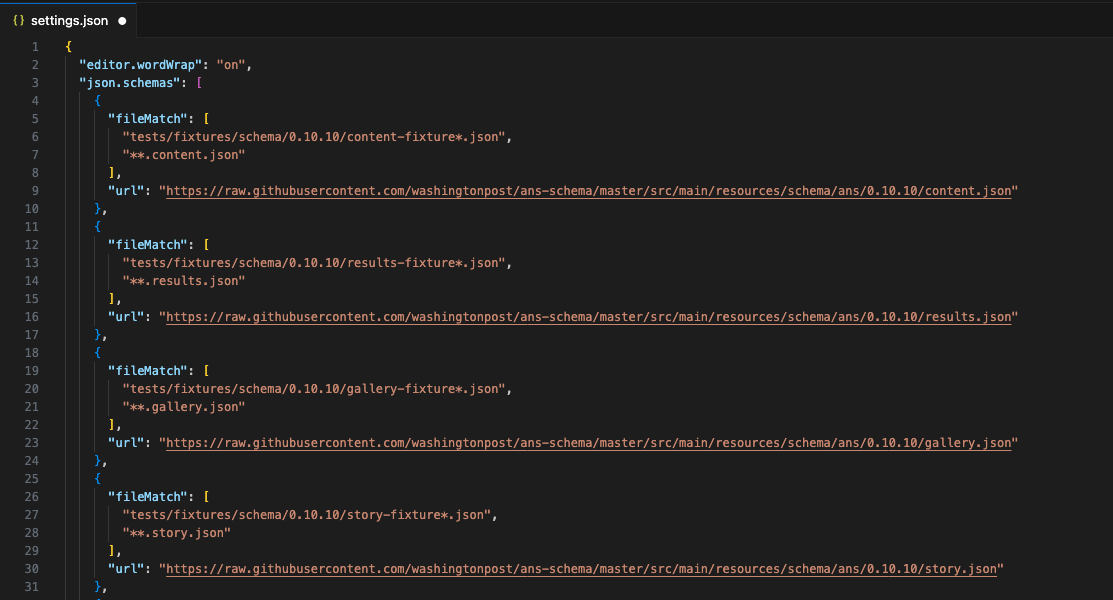 {} settings.json ●
1 {
2 "editor.wordWrap": "on",
3 "json.schemas": [
4 {
5 "fileMatch": [
6 "tests/fixtures/schema/0.10.10/content-fixture*.json",
7 "**.content.json"
8 ],
9 "url": "https://raw.githubusercontent.com/washingtonpost/ans-schema/master/src/main/resources/schema/ans/0.10.10/content.json"
10 },
11 {
12 "fileMatch": [
13 "tests/fixtures/schema/0.10.10/results-fixture*.json",
14 "**.results.json"
15 ],
16 "url": "https://raw.githubusercontent.com/washingtonpost/ans-schema/master/src/main/resources/schema/ans/0.10.10/results.json"
17 },
18 {
19 "fileMatch": [
20 "tests/fixtures/schema/0.10.10/gallery-fixture*.json",
21 "**.gallery.json"
22 ],
23 "url": "https://raw.githubusercontent.com/washingtonpost/ans-schema/master/src/main/resources/schema/ans/0.10.10/gallery.json"
24 },
25 {
26 "fileMatch": [
27 "tests/fixtures/schema/0.10.10/story-fixture*.json",
28 "**.story.json"
29 ],
30 "url": "https://raw.githubusercontent.com/washingtonpost/ans-schema/master/src/main/resources/schema/ans/0.10.10/story.json"
31 },